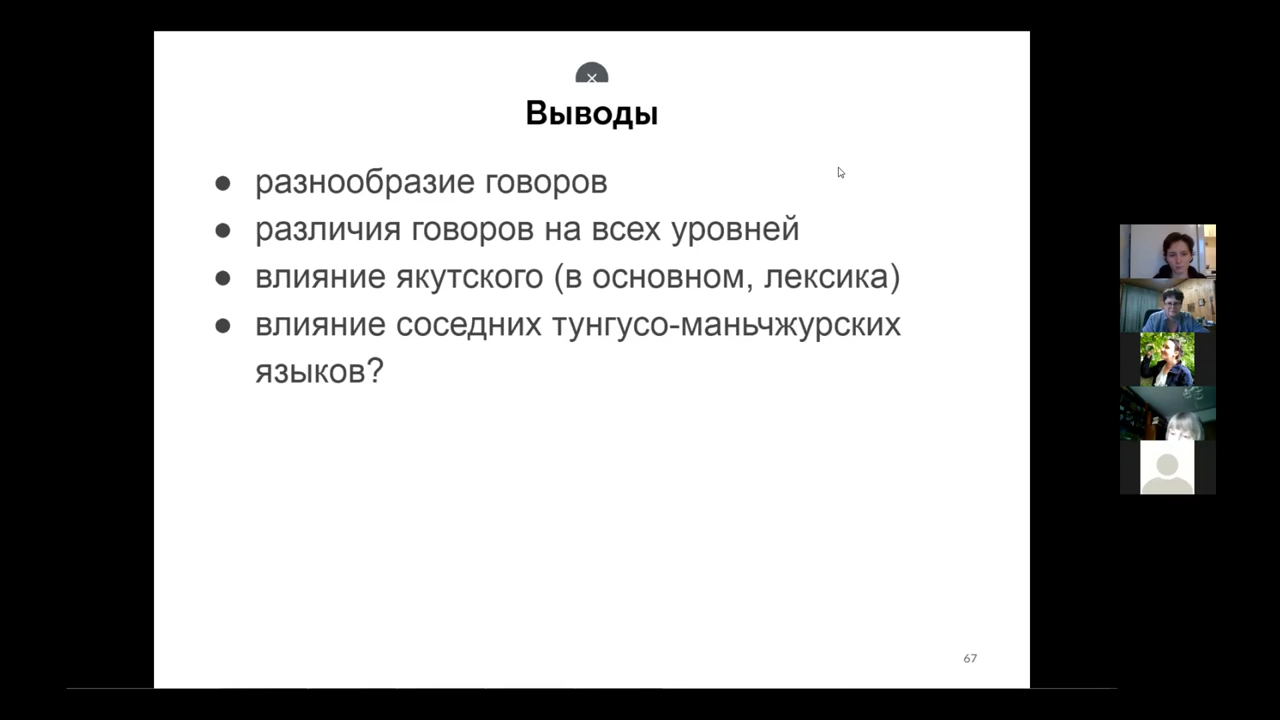 Выводы
● разнообразие говоров
● различия говоров на всех уровней
● влияние якутского (в основном, лексика)
● влияние соседних тунгусо-маньчжурских
языков?
67